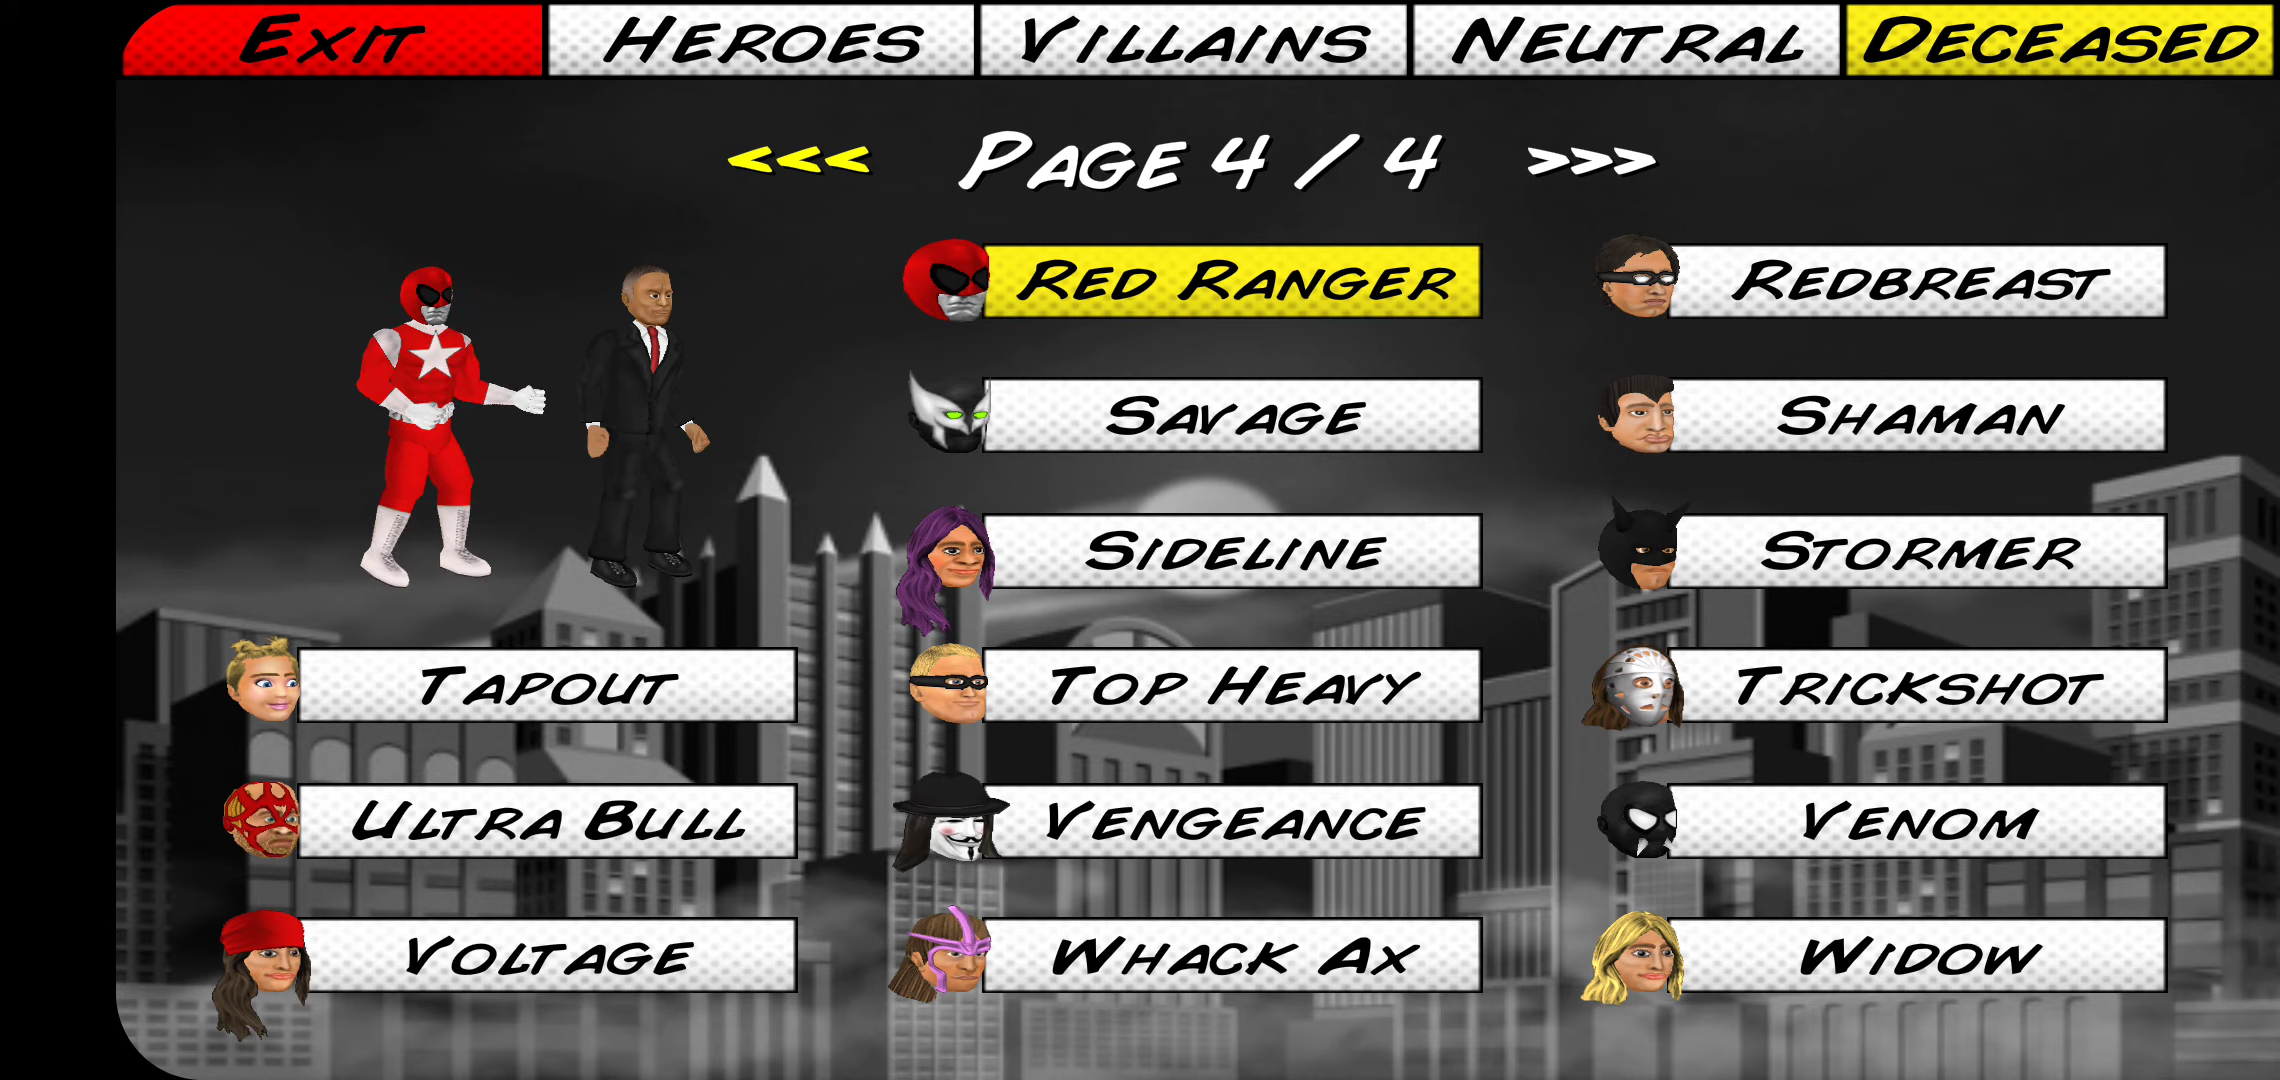 EXIT HEROES VILLAINS NEUTRAL DECEASED
<<< PAGE 4 / 4 >>>
RED RANGER REDBREAST
SAVAGE SHAMAN
SIDELINE STORMER
TAPOUT TOP HEAVY TRICKSHOT
ULTRA BULL VENGEANCE VENOM
VOLTAGE WHACK AX WIDOW